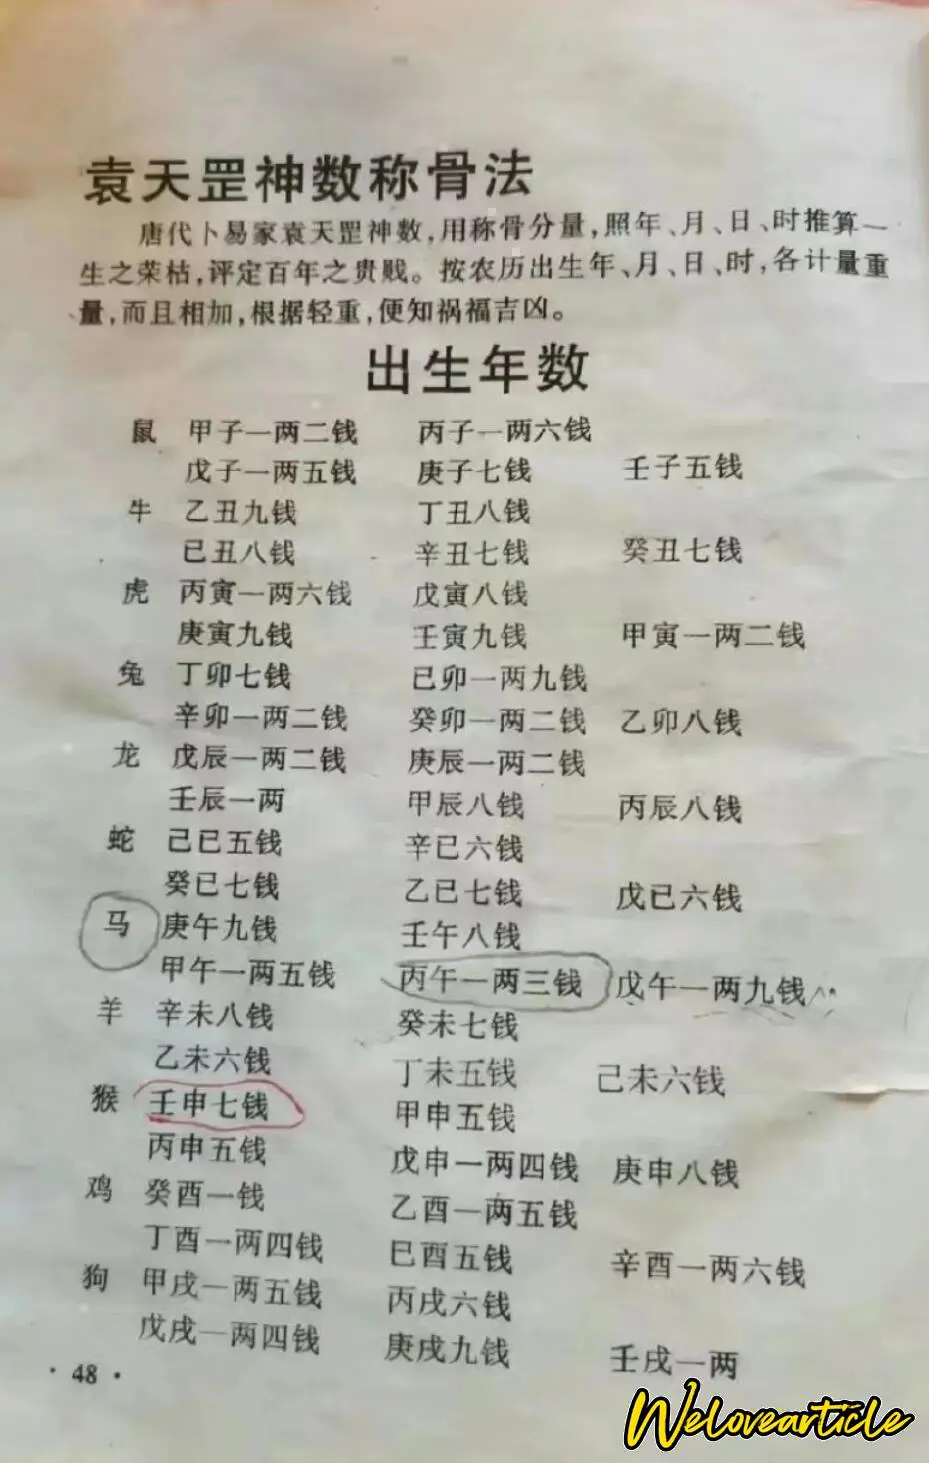 袁天罡神数称骨法
唐代卜易家袁天罡神数,用称骨分量,照年、月、日、时推算一
生之荣枯,评定百年之贵贱。按农历出生年、月、日、时,各计量重
量,而且相加,根据轻重,便知祸福吉凶。
出生年数
鼠 甲子一两二钱 丙子一两六钱
戊子一两五钱 庚子七钱 壬子五钱
牛 乙丑九钱 丁丑八钱
已丑八钱 辛丑七钱 癸丑七钱
虎 丙寅一两六钱 戊寅八钱
庚寅九钱 壬寅九钱 甲寅一两二钱
兔 丁卯七钱 已卯一两九钱
辛卯一两二钱 癸卯一两二钱 乙卯八钱
龙 戊辰一两二钱 庚辰一两二钱
壬辰一两 甲辰八钱 丙辰八钱
蛇 己巳五钱 辛已六钱
癸已七钱 乙已七钱 戊已六钱
马 庚午九钱 壬午八钱
甲午一两五钱 丙午一两三钱 戊午一两九钱
羊 辛未八钱 癸未七钱
乙未六钱 丁未五钱 己未六钱
猴 壬申七钱 甲申五钱
丙申五钱 戊申一两四钱 庚申八钱
鸡 癸酉一钱 乙酉一两五钱
丁酉一两四钱 巳酉五钱 辛酉一两六钱
狗 甲戌一两五钱 丙戌六钱
戊戌一两四钱 庚戌九钱 壬戌一两
·48·
Welovearticle